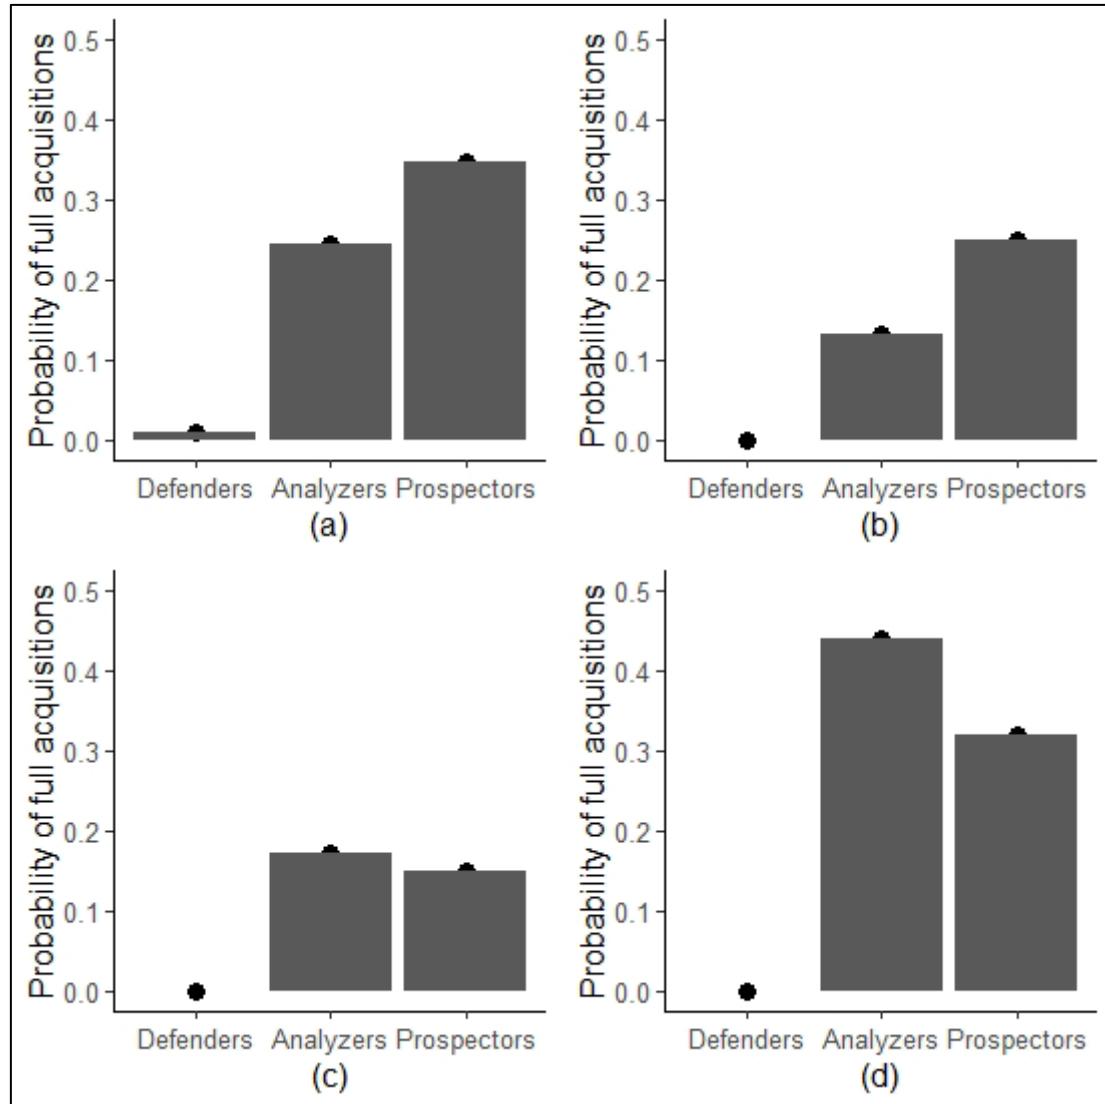 Probability of full acquisitions
0.5
0.4
0.3
0.2
0.1
0.0
Defenders Analyzers Prospectors
(a)
Probability of full acquisitions
0.5
0.4
0.3
0.2
0.1
0.0
Defenders Analyzers Prospectors
(b)
Probability of full acquisitions
0.5
0.4
0.3
0.2
0.1
0.0
Defenders Analyzers Prospectors
(c)
Probability of full acquisitions
0.5
0.4
0.3
0.2
0.1
0.0
Defenders Analyzers Prospectors
(d)